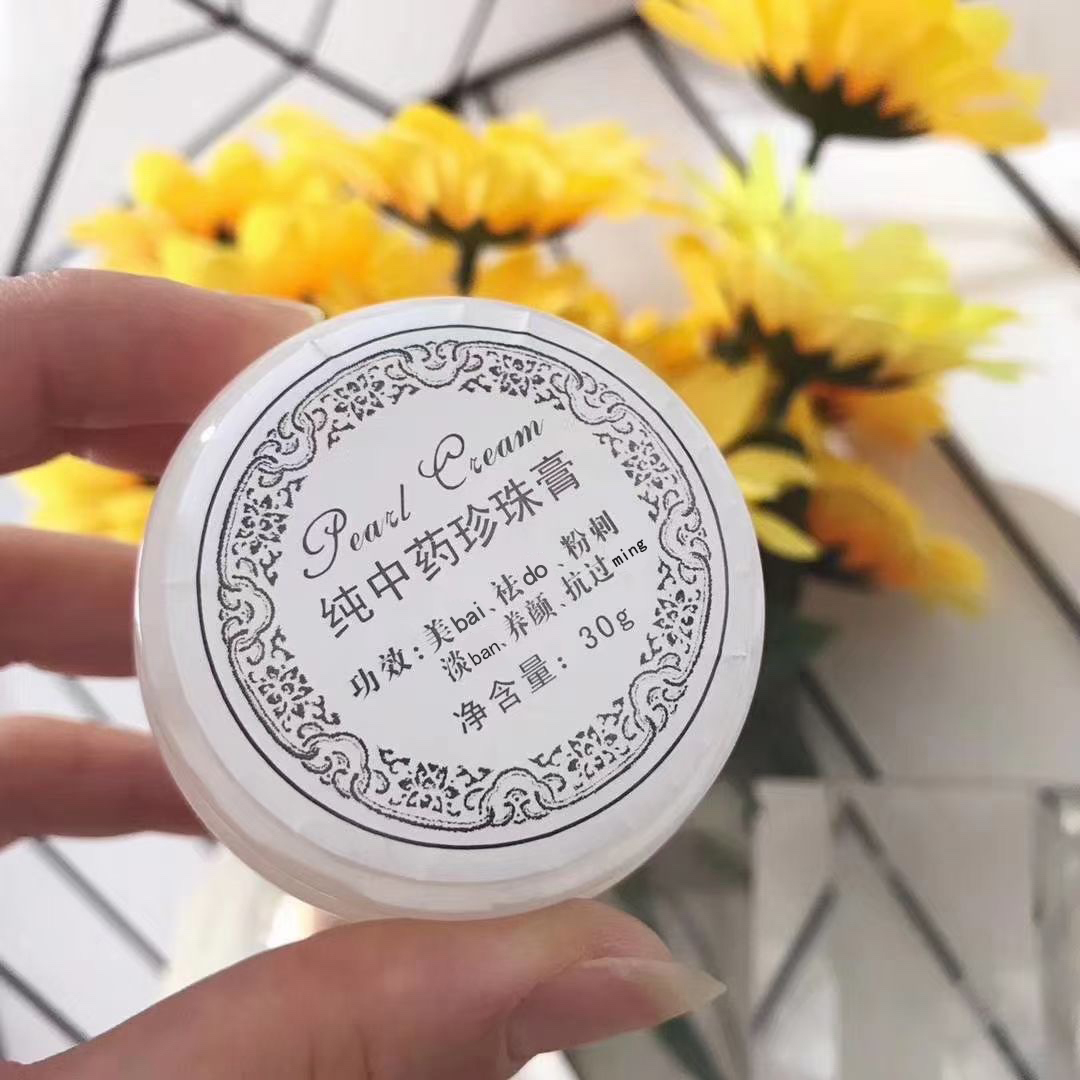 Pearl Cream
纯中药珍珠膏
功效:美bai、祛do、粉刺
淡ban、养颜、抗过ming
净含量:30g